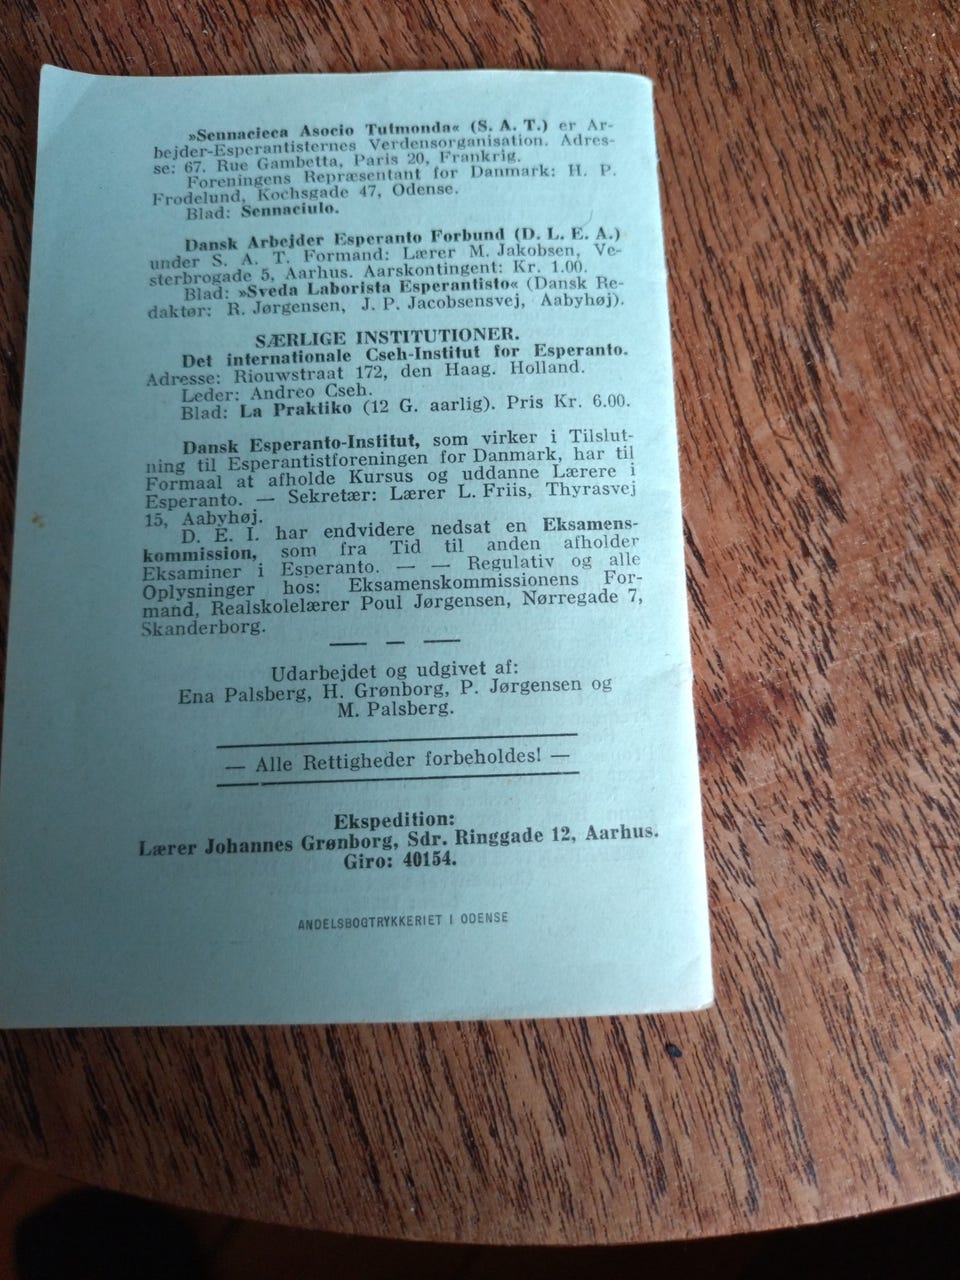 »Sennacieca Asocio Tutmonda« (S. A. T.) er Ar-
bejder-Esperantisternes Verdensorganisation. Adres-
se: 67. Rue Gambetta, Paris 20, Frankrig.
Foreningens Repræsentant for Danmark: H. P.
Frodelund, Kochsgade 47, Odense.
Blad: Sennaciulo.
Dansk Arbejder Esperanto Forbund (D. L. E. A.)
under S. A. T. Formand: Lærer M. Jakobsen, Ve-
sterbrogade 5, Aarhus. Aarskontingent: Kr. 1.00.
Blad: »Sveda Laborista Esperantisto« (Dansk Re-
daktør: R. Jørgensen, J. P. Jacobsensvej, Aabyhøj).
SÆRLIGE INSTITUTIONER.
Det internationale Cseh-Institut for Esperanto.
Adresse: Riouwstraat 172, den Haag. Holland.
Leder: Andreo Cseh.
Blad: La Praktiko (12 G. aarlig). Pris Kr. 6.00.
Dansk Esperanto-Institut, som virker i Tilslut-
ning til Esperantistforeningen for Danmark, har til
Formaal at afholde Kursus og uddanne Lærere i
Esperanto. — Sekretær: Lærer L. Friis, Thyrasvej
15, Aabyhøj.
D. E. I. har endvidere nedsat en Eksamens-
kommission, som fra Tid til anden afholder
Eksaminer i Esperanto. — — Regulativ og alle
Oplysninger hos: Eksamenskommissionens For-
mand, Realskolelærer Poul Jørgensen, Nørregade 7,
Skanderborg.
Udarbejdet og udgivet af:
Ena Palsberg, H. Grønborg, P. Jørgensen og
M. Palsberg.
— Alle Rettigheder forbeholdes! —
Ekspedition:
Lærer Johannes Grønborg, Sdr. Ringgade 12, Aarhus.
Giro: 40154.
ANDELSBOGTRYKKERIET I ODENSE